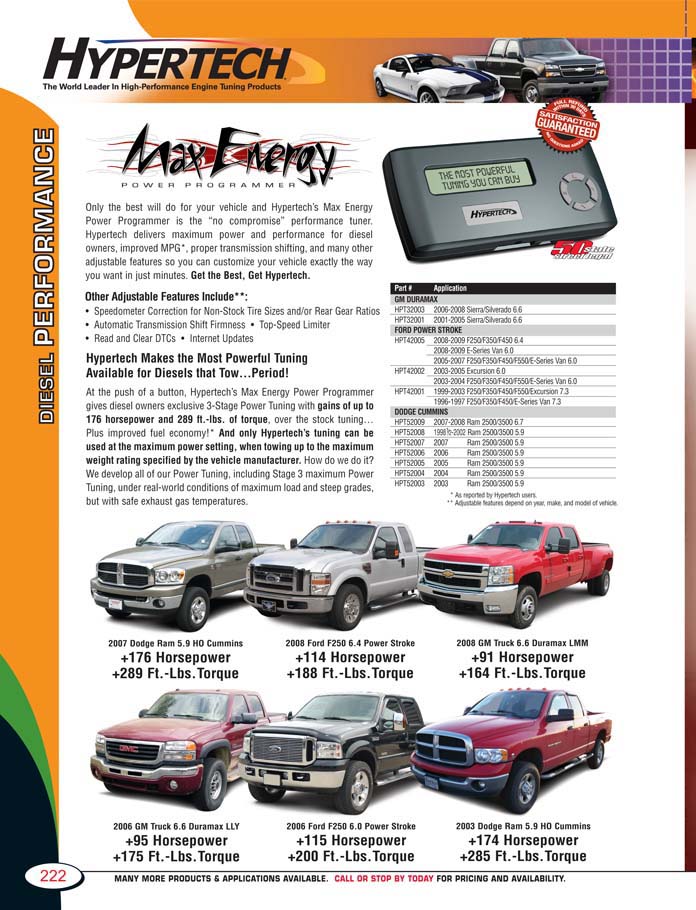 HYPERTECH
The World Leader In High-Performance Engine Tuning Products
DIESEL PERFORMANCE
Max Energy
POWER PROGRAMMER
FULL REFUND
WITHIN 30 DAYS
SATISFACTION
GUARANTEED
NO QUESTIONS ASKED
THE MOST POWERFUL
TUNING YOU CAN BUY
HYPERTECH
50 state
street legal
Only the best will do for your vehicle and Hypertech's Max Energy
Power Programmer is the "no compromise" performance tuner.
Hypertech delivers maximum power and performance for diesel
owners, improved MPG*, proper transmission shifting, and many other
adjustable features so you can customize your vehicle exactly the way
you want in just minutes. Get the Best, Get Hypertech.
Other Adjustable Features Include**:
• Speedometer Correction for Non-Stock Tire Sizes and/or Rear Gear Ratios
• Automatic Transmission Shift Firmness • Top-Speed Limiter
• Read and Clear DTCs • Internet Updates
Hypertech Makes the Most Powerful Tuning
Available for Diesels that Tow...Period!
At the push of a button, Hypertech's Max Energy Power Programmer
gives diesel owners exclusive 3-Stage Power Tuning with gains of up to
176 horsepower and 289 ft.-lbs. of torque, over the stock tuning...
Plus improved fuel economy!* And only Hypertech's tuning can be
used at the maximum power setting, when towing up to the maximum
weight rating specified by the vehicle manufacturer. How do we do it?
We develop all of our Power Tuning, including Stage 3 maximum Power
Tuning, under real-world conditions of maximum load and steep grades,
but with safe exhaust gas temperatures.
Part # Application
GM DURAMAX
HPT32003 2006-2008 Sierra/Silverado 6.6
HPT32001 2001-2005 Sierra/Silverado 6.6
FORD POWER STROKE
HPT42005 2008-2009 F250/F350/F450 6.4
2008-2009 E-Series Van 6.0
2005-2007 F250/F350/F450/F550/E-Series Van 6.0
HPT42002 2003-2005 Excursion 6.0
2003-2004 F250/F350/F450/F550/E-Series Van 6.0
HPT42001 1999-2003 F250/F350/F450/F550/Excursion 7.3
1996-1997 F250/F350/F450/E-Series Van 7.3
DODGE CUMMINS
HPT52009 2007-2008 Ram 2500/3500 6.7
HPT52008 1998½-2002 Ram 2500/3500 5.9
HPT52007 2007 Ram 2500/3500 5.9
HPT52006 2006 Ram 2500/3500 5.9
HPT52005 2005 Ram 2500/3500 5.9
HPT52004 2004 Ram 2500/3500 5.9
HPT52003 2003 Ram 2500/3500 5.9
* As reported by Hypertech users.
** Adjustable features depend on year, make, and model of vehicle.
2007 Dodge Ram 5.9 HO Cummins
+176 Horsepower
+289 Ft.-Lbs.Torque
2008 Ford F250 6.4 Power Stroke
+114 Horsepower
+188 Ft.-Lbs.Torque
2008 GM Truck 6.6 Duramax LMM
+91 Horsepower
+164 Ft.-Lbs.Torque
GMC
2006 GM Truck 6.6 Duramax LLY
+95 Horsepower
+175 Ft.-Lbs.Torque
2006 Ford F250 6.0 Power Stroke
+115 Horsepower
+200 Ft.-Lbs.Torque
2003 Dodge Ram 5.9 HO Cummins
+174 Horsepower
+285 Ft.-Lbs.Torque
222
MANY MORE PRODUCTS & APPLICATIONS AVAILABLE. CALL OR STOP BY TODAY FOR PRICING AND AVAILABILITY.